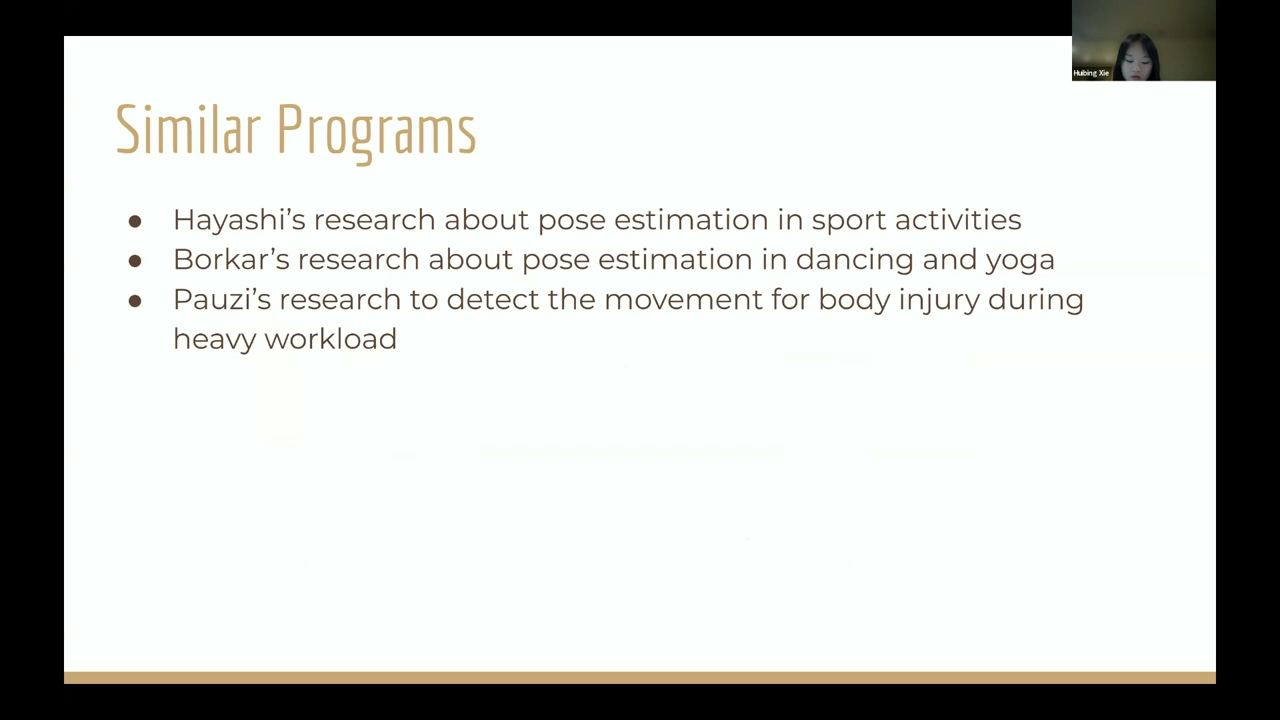 Huibing Xie
Similar Programs
● Hayashi’s research about pose estimation in sport activities
● Borkar’s research about pose estimation in dancing and yoga
● Pauzi’s research to detect the movement for body injury during
heavy workload